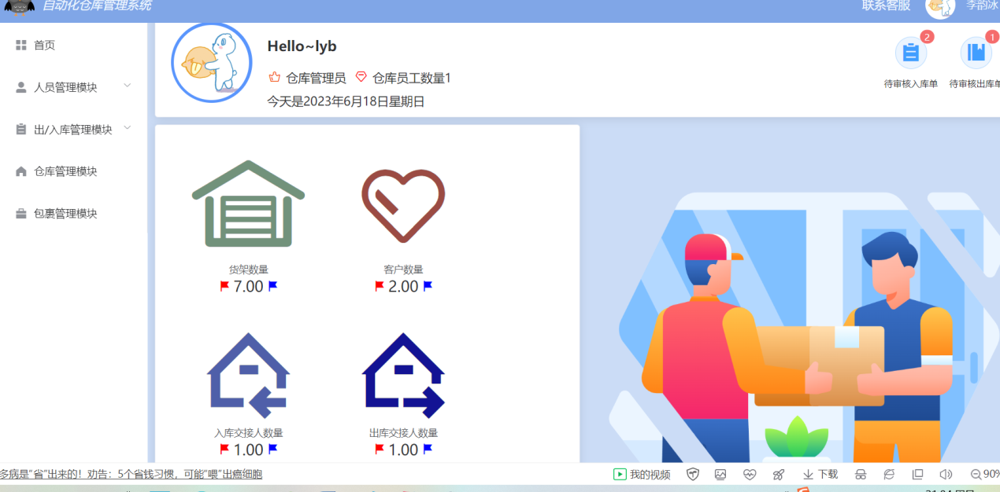 自动化仓库管理系统
联系客服
李韵冰
首页
人员管理模块
出/入库管理模块
仓库管理模块
包裹管理模块
Hello~lyb
仓库管理员 仓库员工数量1
今天是2023年6月18日星期日
2
待审核入库单
1
待审核出库单
货架数量
7.00
客户数量
2.00
入库交接人数量
1.00
出库交接人数量
1.00
多病是"省"出来的！劝告：5个省钱习惯，可能"喂"出癌细胞
我的视频
下载
90%